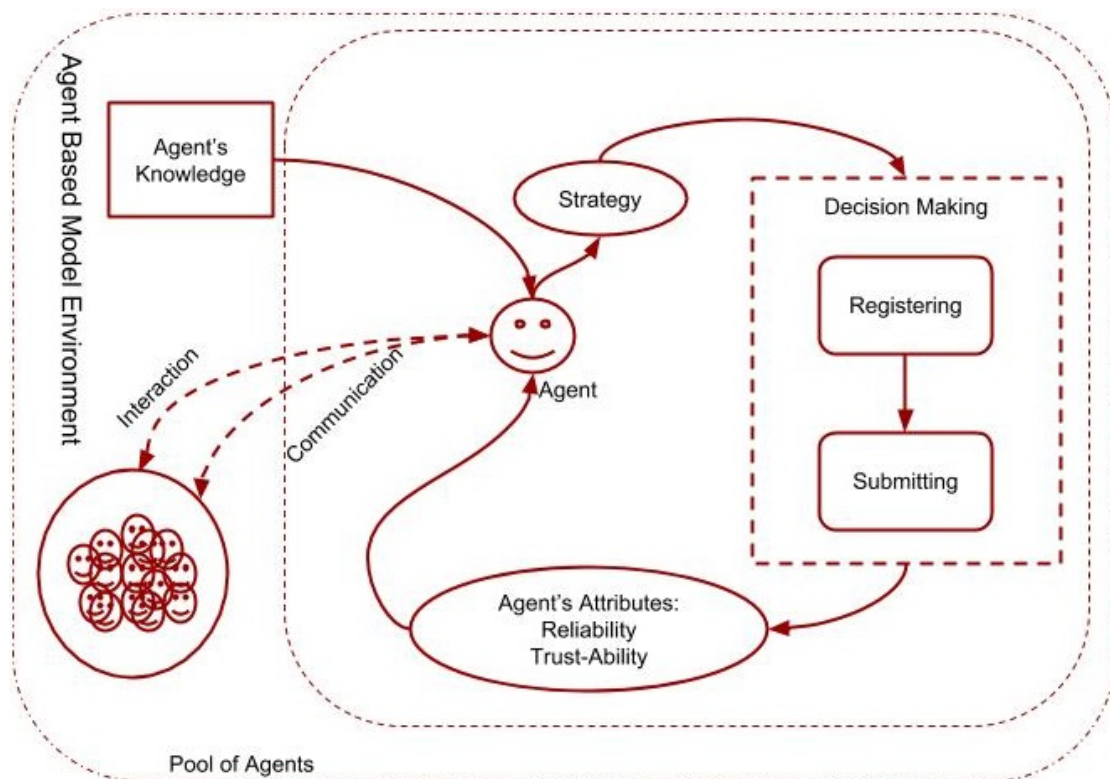 Agent Based Model Environment
Agent's
Knowledge
Strategy
Decision Making
Registering
Submitting
Agent
Interaction
Communication
Agent's Attributes:
Reliability
Trust-Ability
Pool of Agents